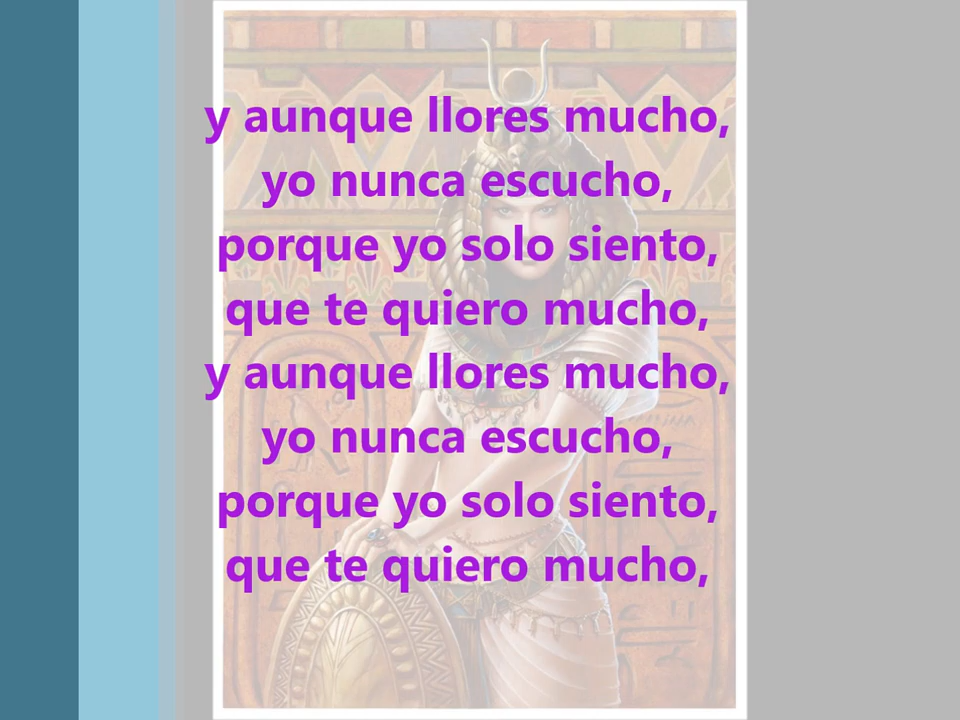 y aunque llores mucho,
yo nunca escucho,
porque yo solo siento,
que te quiero mucho,
y aunque llores mucho,
yo nunca escucho,
porque yo solo siento,
que te quiero mucho,